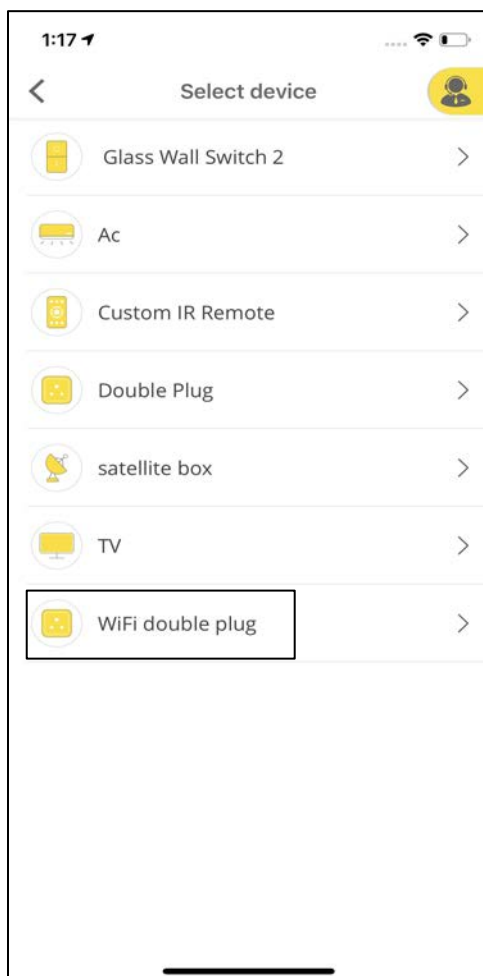 1:17
Select device
Glass Wall Switch 2
Ac
Custom IR Remote
Double Plug
satellite box
TV
WiFi double plug